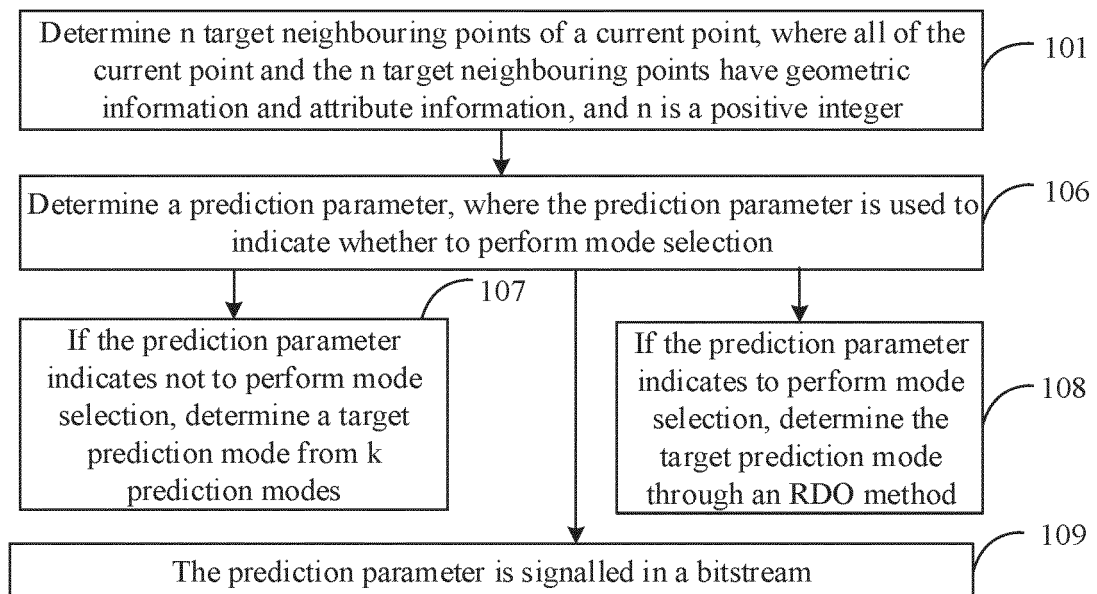 Determine n target neighbouring points of a current point, where all of the
current point and the n target neighbouring points have geometric
information and attribute information, and n is a positive integer
101
Determine a prediction parameter, where the prediction parameter is used to
indicate whether to perform mode selection
106
107
If the prediction parameter
indicates not to perform mode
selection, determine a target
prediction mode from k
prediction modes
If the prediction parameter
indicates to perform mode
selection, determine the
target prediction mode
through an RDO method
108
The prediction parameter is signalled in a bitstream
109